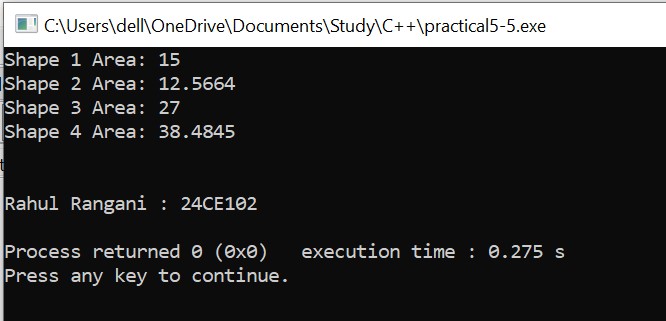 C:\Users\dell\OneDrive\Documents\Study\C++\practical5-5.exe
Shape 1 Area: 15
Shape 2 Area: 12.5664
Shape 3 Area: 27
Shape 4 Area: 38.4845
Rahul Rangani : 24CE102
Process returned 0 (0x0)   execution time : 0.275 s
Press any key to continue.